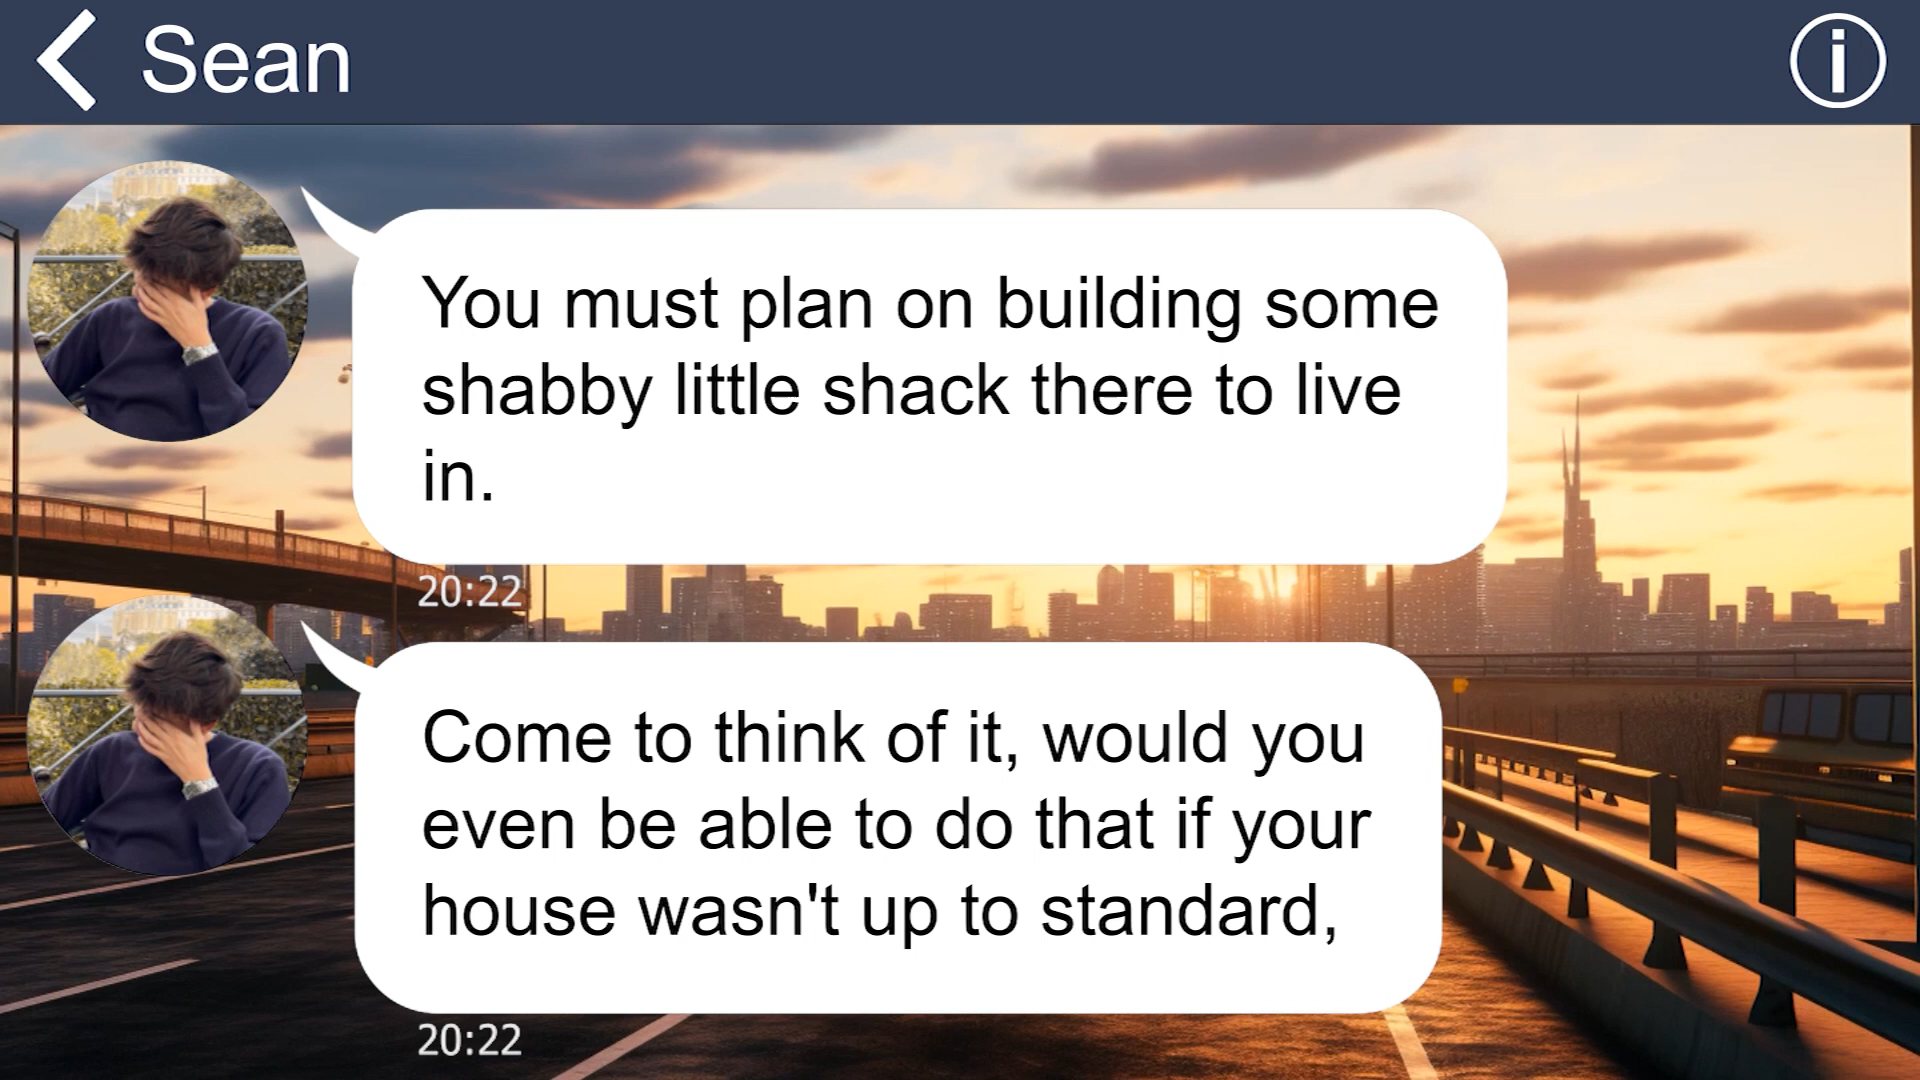 Sean
You must plan on building some
shabby little shack there to live
in.
20:22
Come to think of it, would you
even be able to do that if your
house wasn't up to standard,
20:22